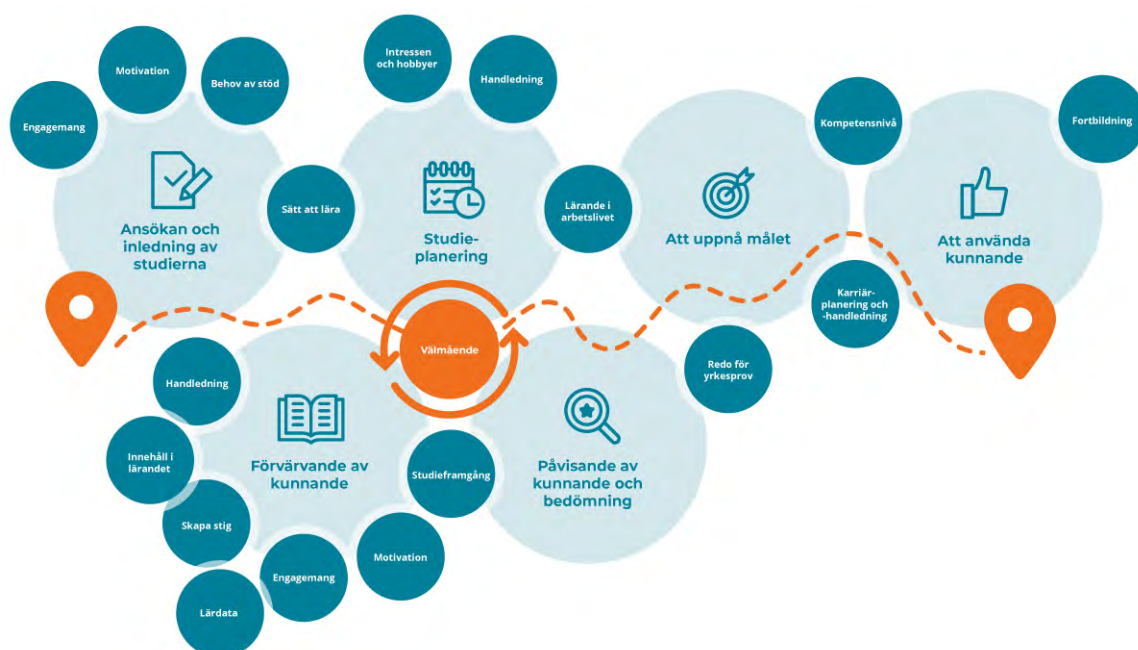 Engagemang
Motivation
Behov av stöd
Ansökan och
inledning av
studierna
Sätt att lära
Intressen
och hobbyer
Handledning
Studie-
planering
Lärande i
arbetslivet
Att uppnå målet
Kompetensnivå
Fortbildning
Att använda
kunnande
Karriär-
planering och
-handledning
Välmående
Handledning
Innehåll i
lärandet
Skapa stig
Lärdata
Engagemang
Motivation
Förvärvande av
kunnande
Studieframgång
Påvisande av
kunnande och
bedömning
Redo för
yrkesprov